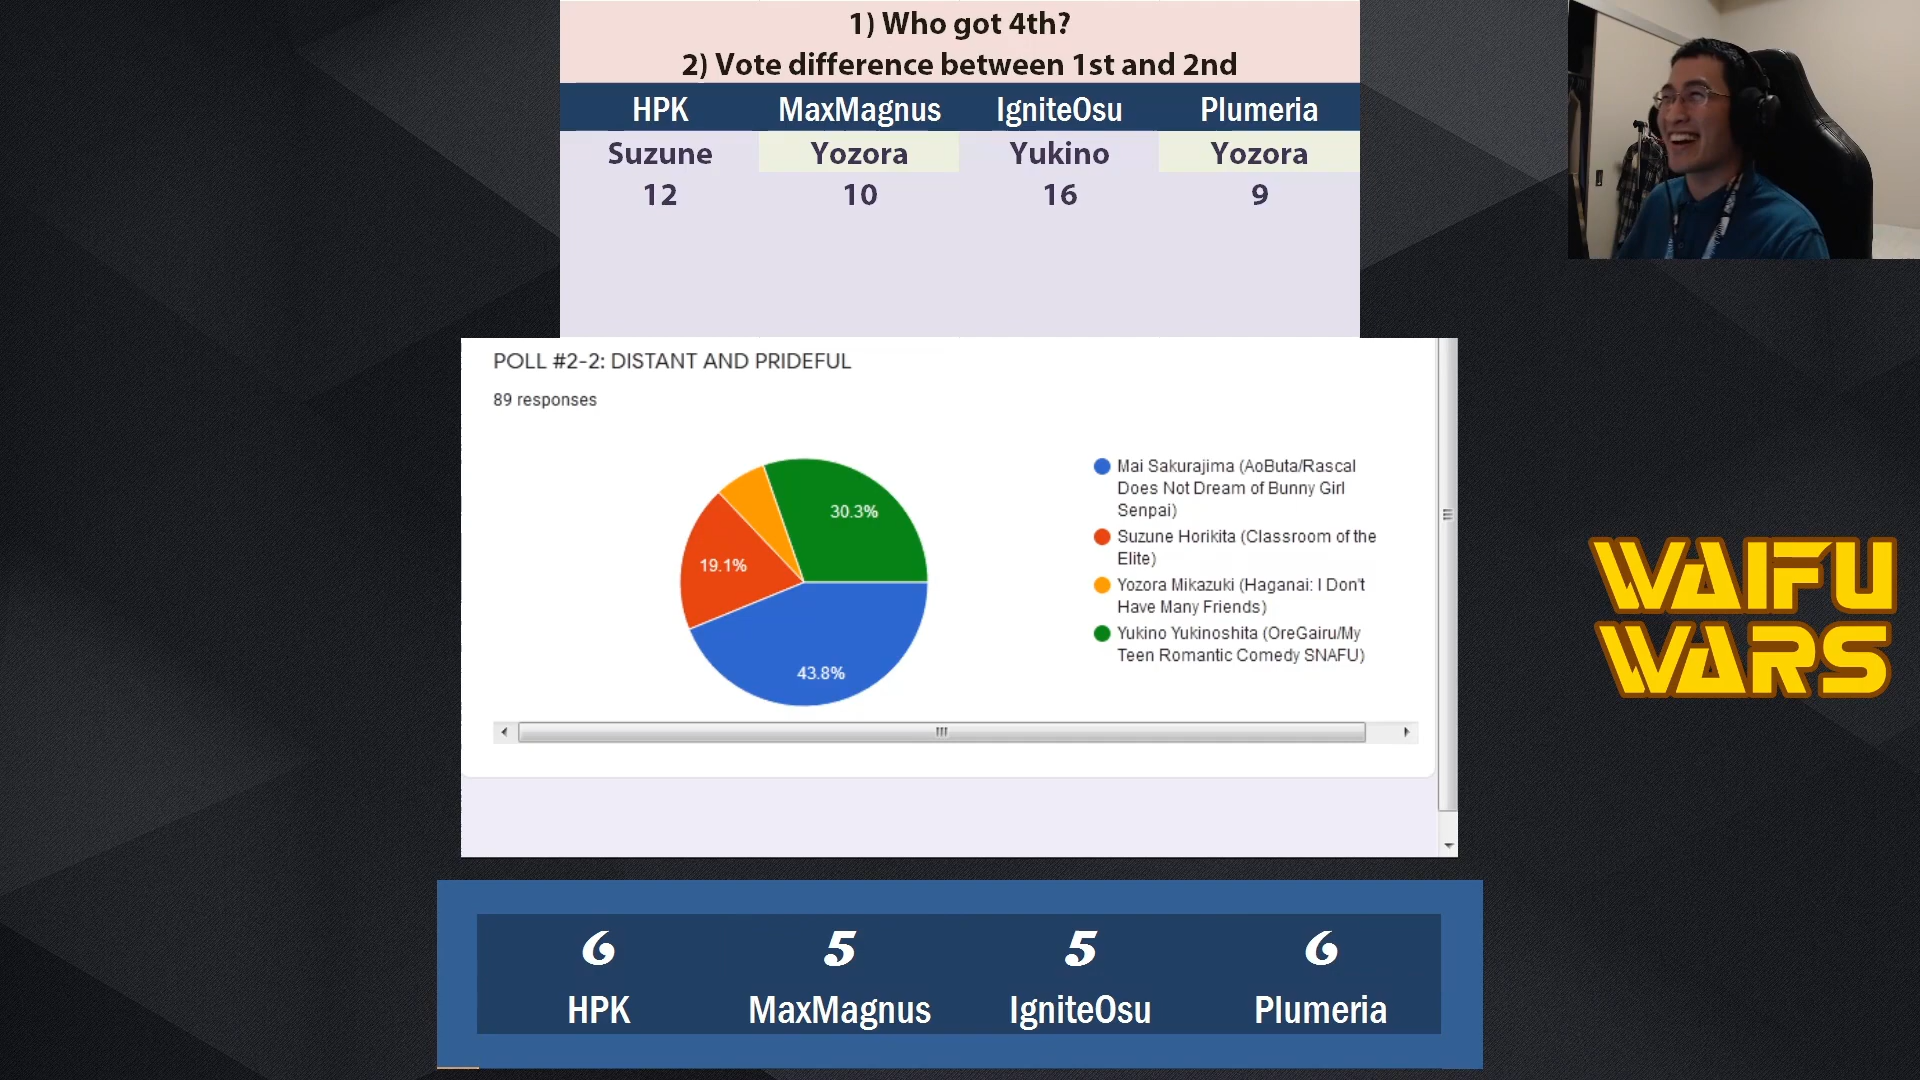 1) Who got 4th?
2) Vote difference between 1st and 2nd
HPK MaxMagnus IgniteOsu Plumeria
Suzune Yozora Yukino Yozora
12 10 16 9
POLL #2-2: DISTANT AND PRIDEFUL
89 responses
30.3%
19.1%
43.8%
Mai Sakurajima (AoButa/Rascal
Does Not Dream of Bunny Girl
Senpai)
Suzune Horikita (Classroom of the
Elite)
Yozora Mikazuki (Haganai: I Don't
Have Many Friends)
Yukino Yukinoshita (OreGairu/My
Teen Romantic Comedy SNAFU)
WAIFU
WARS
6 5 5 6
HPK MaxMagnus IgniteOsu Plumeria